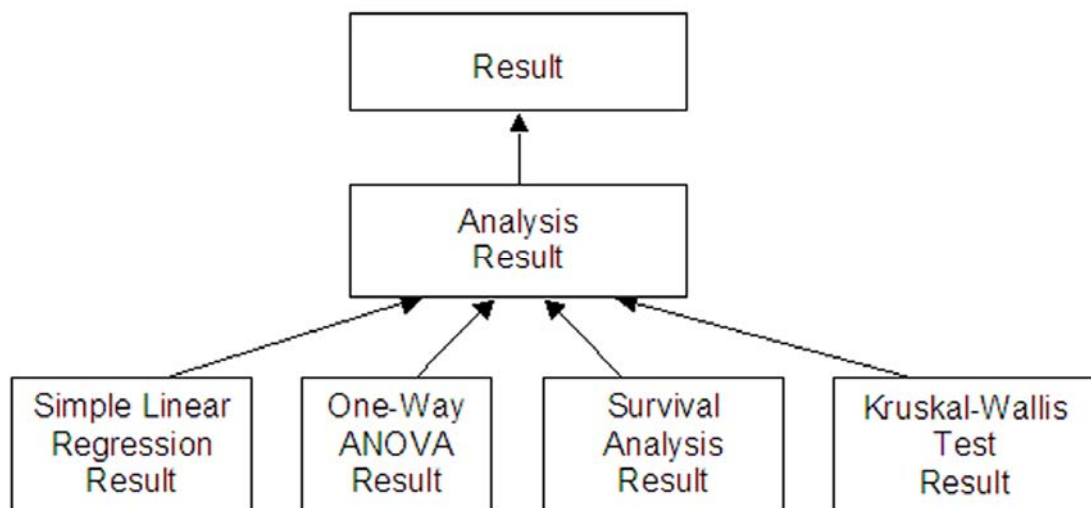 Result
Analysis
Result
Simple Linear
Regression
Result
One-Way
ANOVA
Result
Survival
Analysis
Result
Kruskal-Wallis
Test
Result